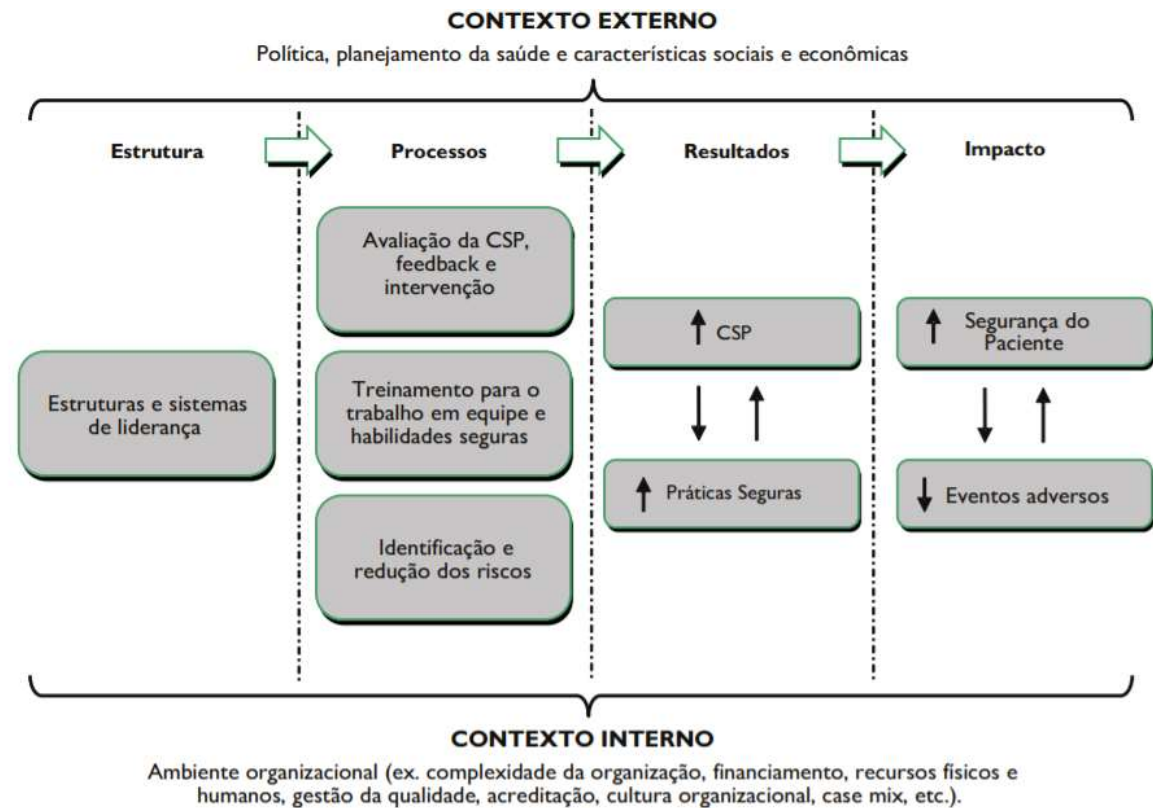 CONTEXTO EXTERNO
Política, planejamento da saúde e características sociais e econômicas
Estrutura
Processos
Resultados
Impacto
Avaliação da CSP,
feedback e
intervenção
CSP
Segurança do
Paciente
Estruturas e sistemas
de liderança
Treinamento para o
trabalho em equipe e
habilidades seguras
Práticas Seguras
Eventos adversos
Identificação e
redução dos riscos
CONTEXTO INTERNO
Ambiente organizacional (ex. complexidade da organização, financiamento, recursos físicos e
humanos, gestão da qualidade, acreditação, cultura organizacional, case mix, etc.).